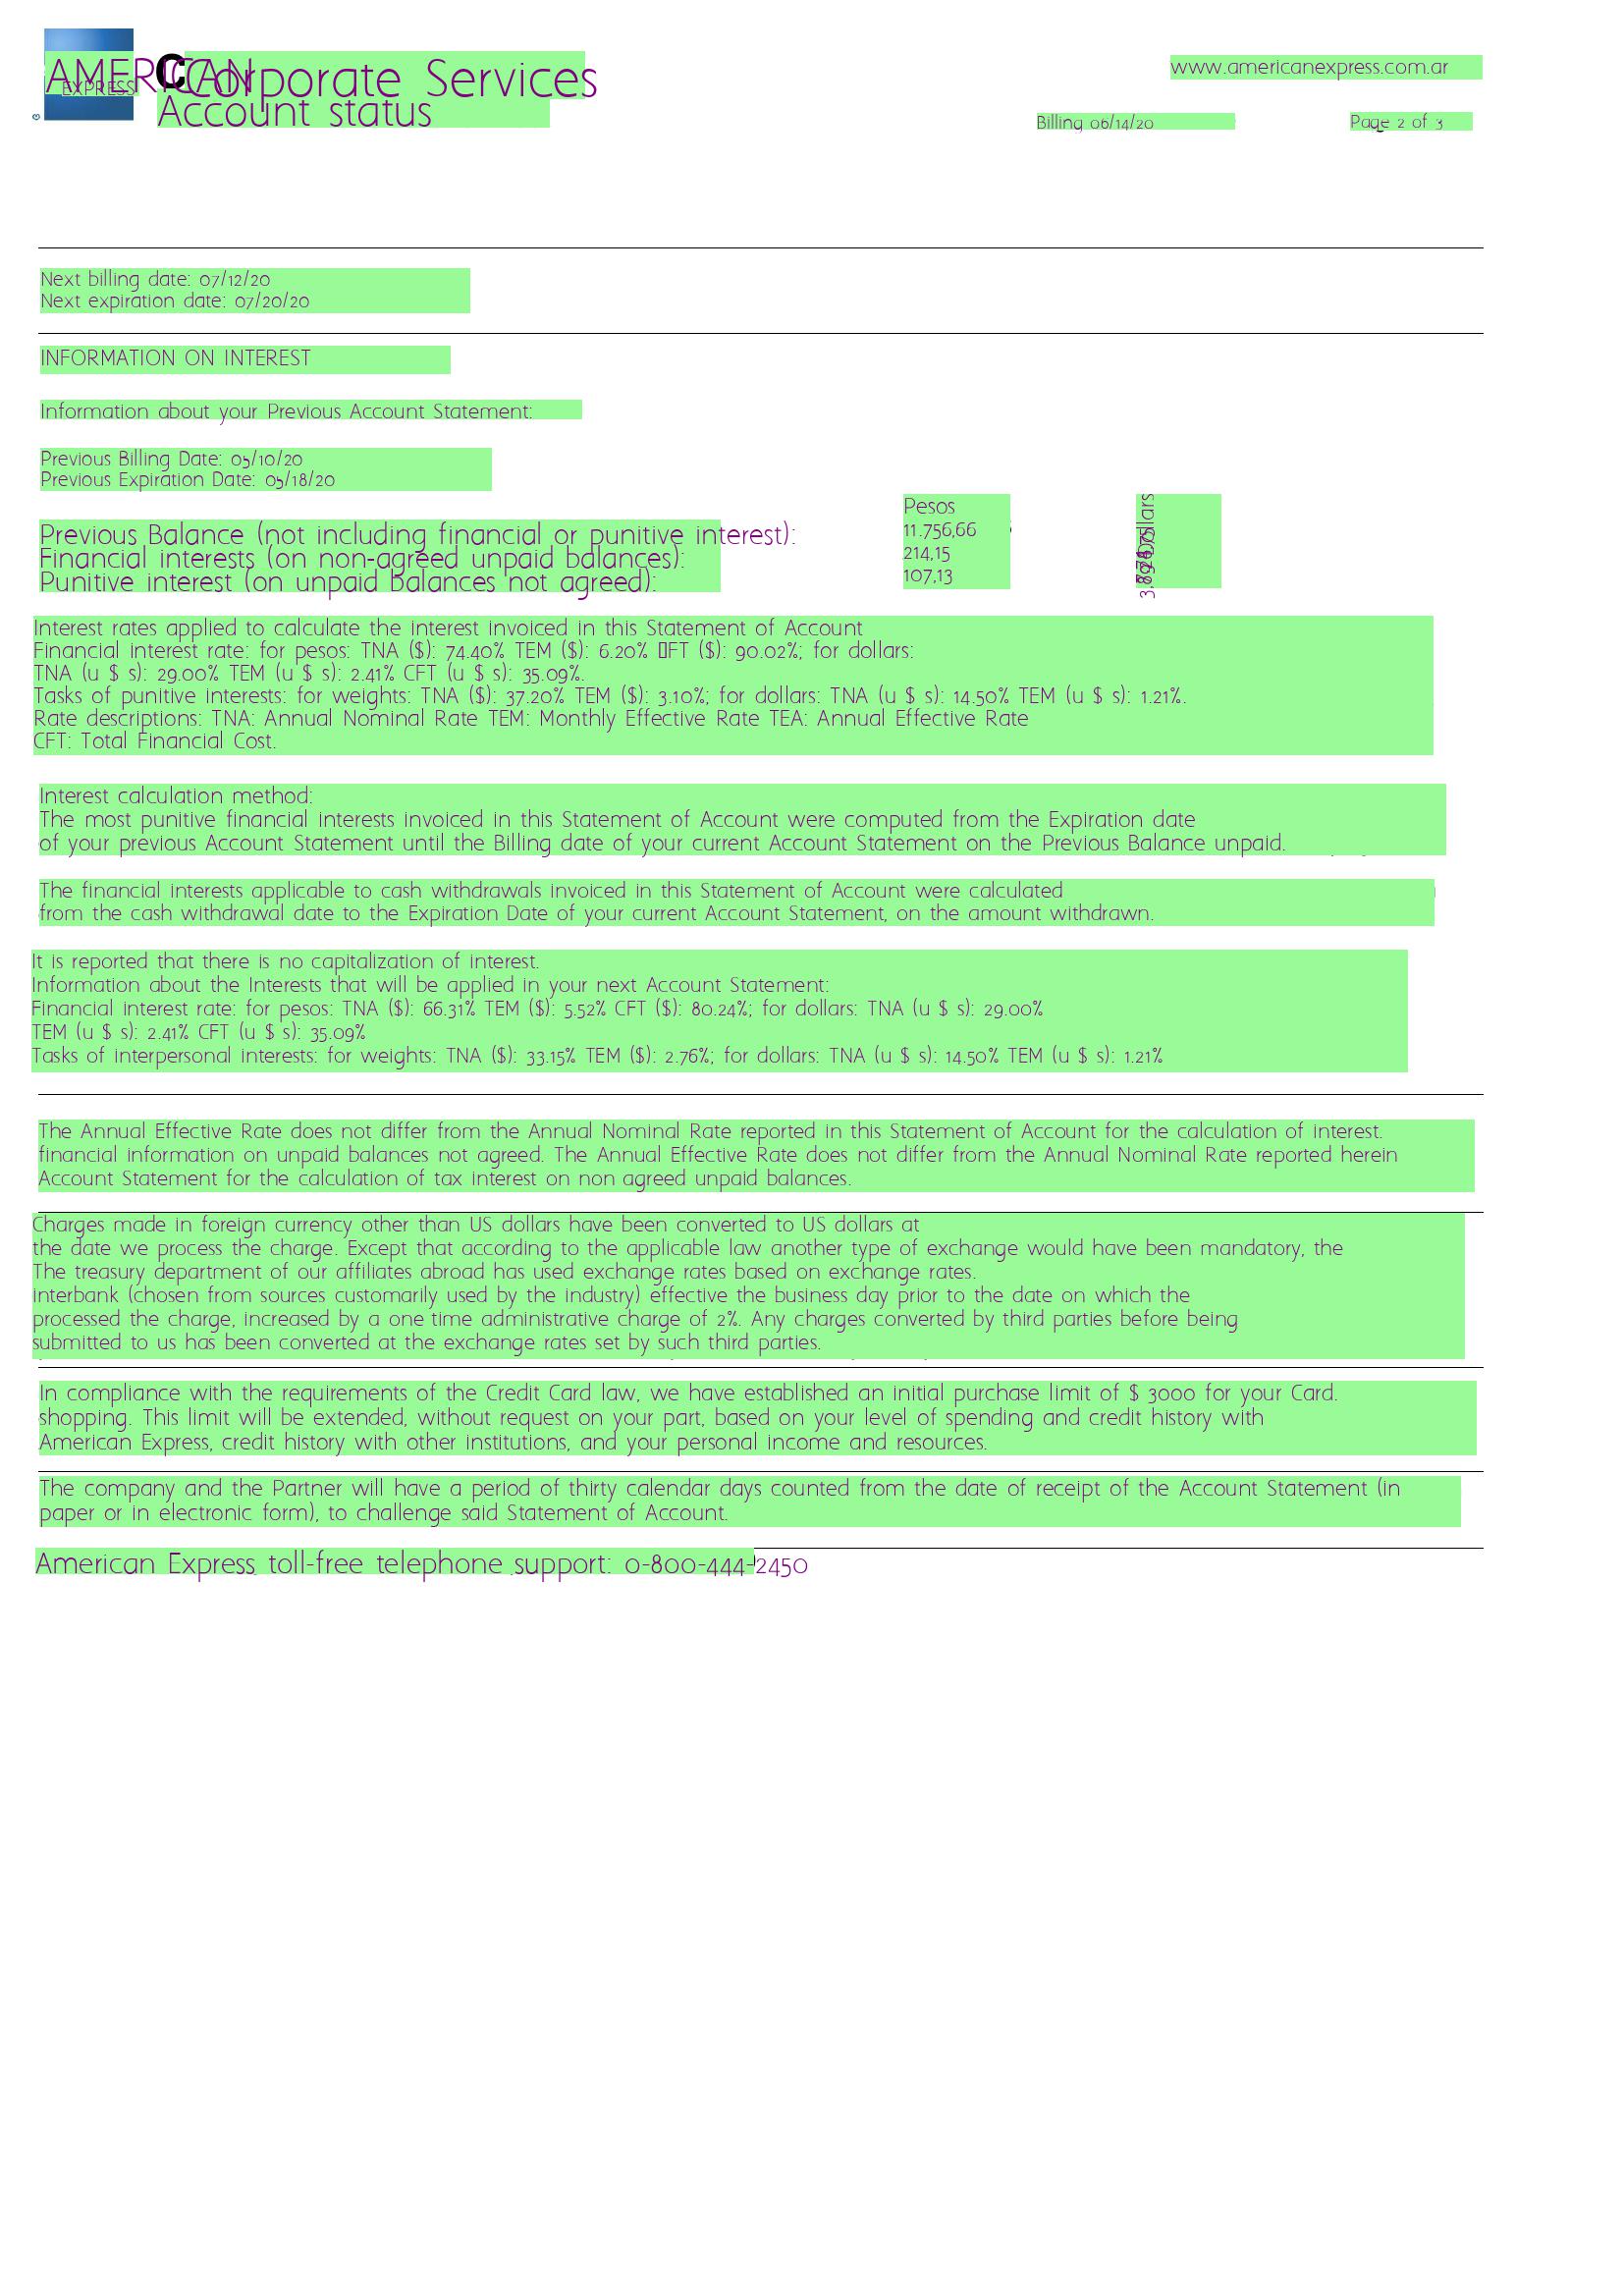 AMERICAN
EXPRESS
Corporate Services
Account status
www.americanexpress.com.ar
Billing 06/14/20
Page 2 of 3
Next billing date: 07/12/20
Next expiration date: 07/20/20
INFORMATION ON INTEREST
Information about your Previous Account Statement:
Previous Billing Date: 05/10/20
Previous Expiration Date: 05/18/20
Pesos
Previous Balance (not including financial or punitive interest): 11.756,66
Financial interests (on non-agreed unpaid balances): 214,15
Punitive interest (on unpaid balances not agreed): 107,13
Interest rates applied to calculate the interest invoiced in this Statement of Account
Financial interest rate: for pesos: TNA ($): 74.40% TEM ($): 6.20% ▯FT ($): 90.02%; for dollars:
TNA (u $ s): 29.00% TEM (u $ s): 2.41% CFT (u $ s): 35.09%.
Tasks of punitive interests: for weights: TNA ($): 37.20% TEM ($): 3.10%; for dollars: TNA (u $ s): 14.50% TEM (u $ s): 1.21%.
Rate descriptions: TNA: Annual Nominal Rate TEM: Monthly Effective Rate TEA: Annual Effective Rate
CFT: Total Financial Cost.
Interest calculation method:
The most punitive financial interests invoiced in this Statement of Account were computed from the Expiration date
of your previous Account Statement until the Billing date of your current Account Statement on the Previous Balance unpaid.
The financial interests applicable to cash withdrawals invoiced in this Statement of Account were calculated
from the cash withdrawal date to the Expiration Date of your current Account Statement, on the amount withdrawn.
It is reported that there is no capitalization of interest.
Information about the Interests that will be applied in your next Account Statement:
Financial interest rate: for pesos: TNA ($): 66.31% TEM ($): 5.52% CFT ($): 80.24%; for dollars: TNA (u $ s): 29.00%
TEM (u $ s): 2.41% CFT (u $ s): 35.09%
Tasks of interpersonal interests: for weights: TNA ($): 33.15% TEM ($): 2.76%; for dollars: TNA (u $ s): 14.50% TEM (u $ s): 1.21%
The Annual Effective Rate does not differ from the Annual Nominal Rate reported in this Statement of Account for the calculation of interest.
financial information on unpaid balances not agreed. The Annual Effective Rate does not differ from the Annual Nominal Rate reported herein
Account Statement for the calculation of tax interest on non agreed unpaid balances.
Charges made in foreign currency other than US dollars have been converted to US dollars at
the date we process the charge. Except that according to the applicable law another type of exchange would have been mandatory, the
The treasury department of our affiliates abroad has used exchange rates based on exchange rates.
interbank (chosen from sources customarily used by the industry) effective the business day prior to the date on which the
processed the charge, increased by a one time administrative charge of 2%. Any charges converted by third parties before being
submitted to us has been converted at the exchange rates set by such third parties.
In compliance with the requirements of the Credit Card law, we have established an initial purchase limit of $ 3000 for your Card.
shopping. This limit will be extended, without request on your part, based on your level of spending and credit history with
American Express, credit history with other institutions, and your personal income and resources.
The company and the Partner will have a period of thirty calendar days counted from the date of receipt of the Account Statement (in
paper or in electronic form), to challenge said Statement of Account.
American Express toll-free telephone support: 0-800-444-2450